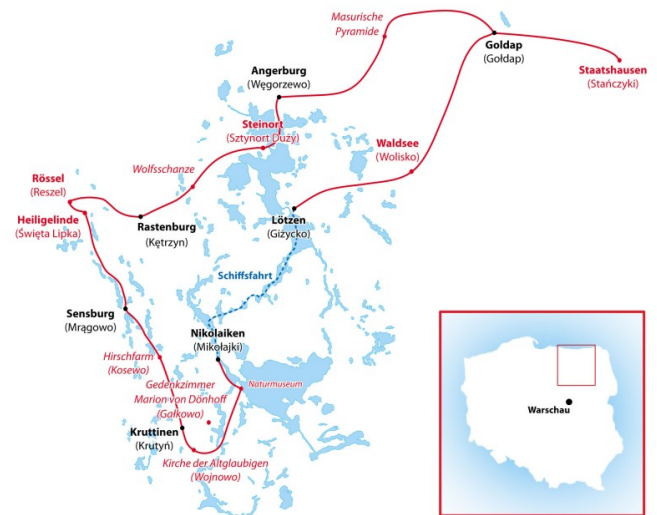 Masurische
Pyramide
Goldap
(Gołdap)
Angerburg
(Węgorzewo)
Staatshausen
(Stańczyki)
Steinort
(Sztynort Duży)
Waldsee
(Wolisko)
Wolfsschanze
Rössel
(Reszel)
Heiligelinde
(Święta Lipka)
Rastenburg
(Kętrzyn)
Lötzen
(Giżycko)
Schiffsfahrt
Sensburg
(Mrągowo)
Nikolaiken
(Mikołajki)
Hirschfarm
(Kosewo)
Gedenkzimmer
Marion von Dönhoff
(Gałkowo)
Naturmuseum
Kruttinen
(Krutyń)
Kirche der Altglaubigen
(Wojnowo)
Warschau